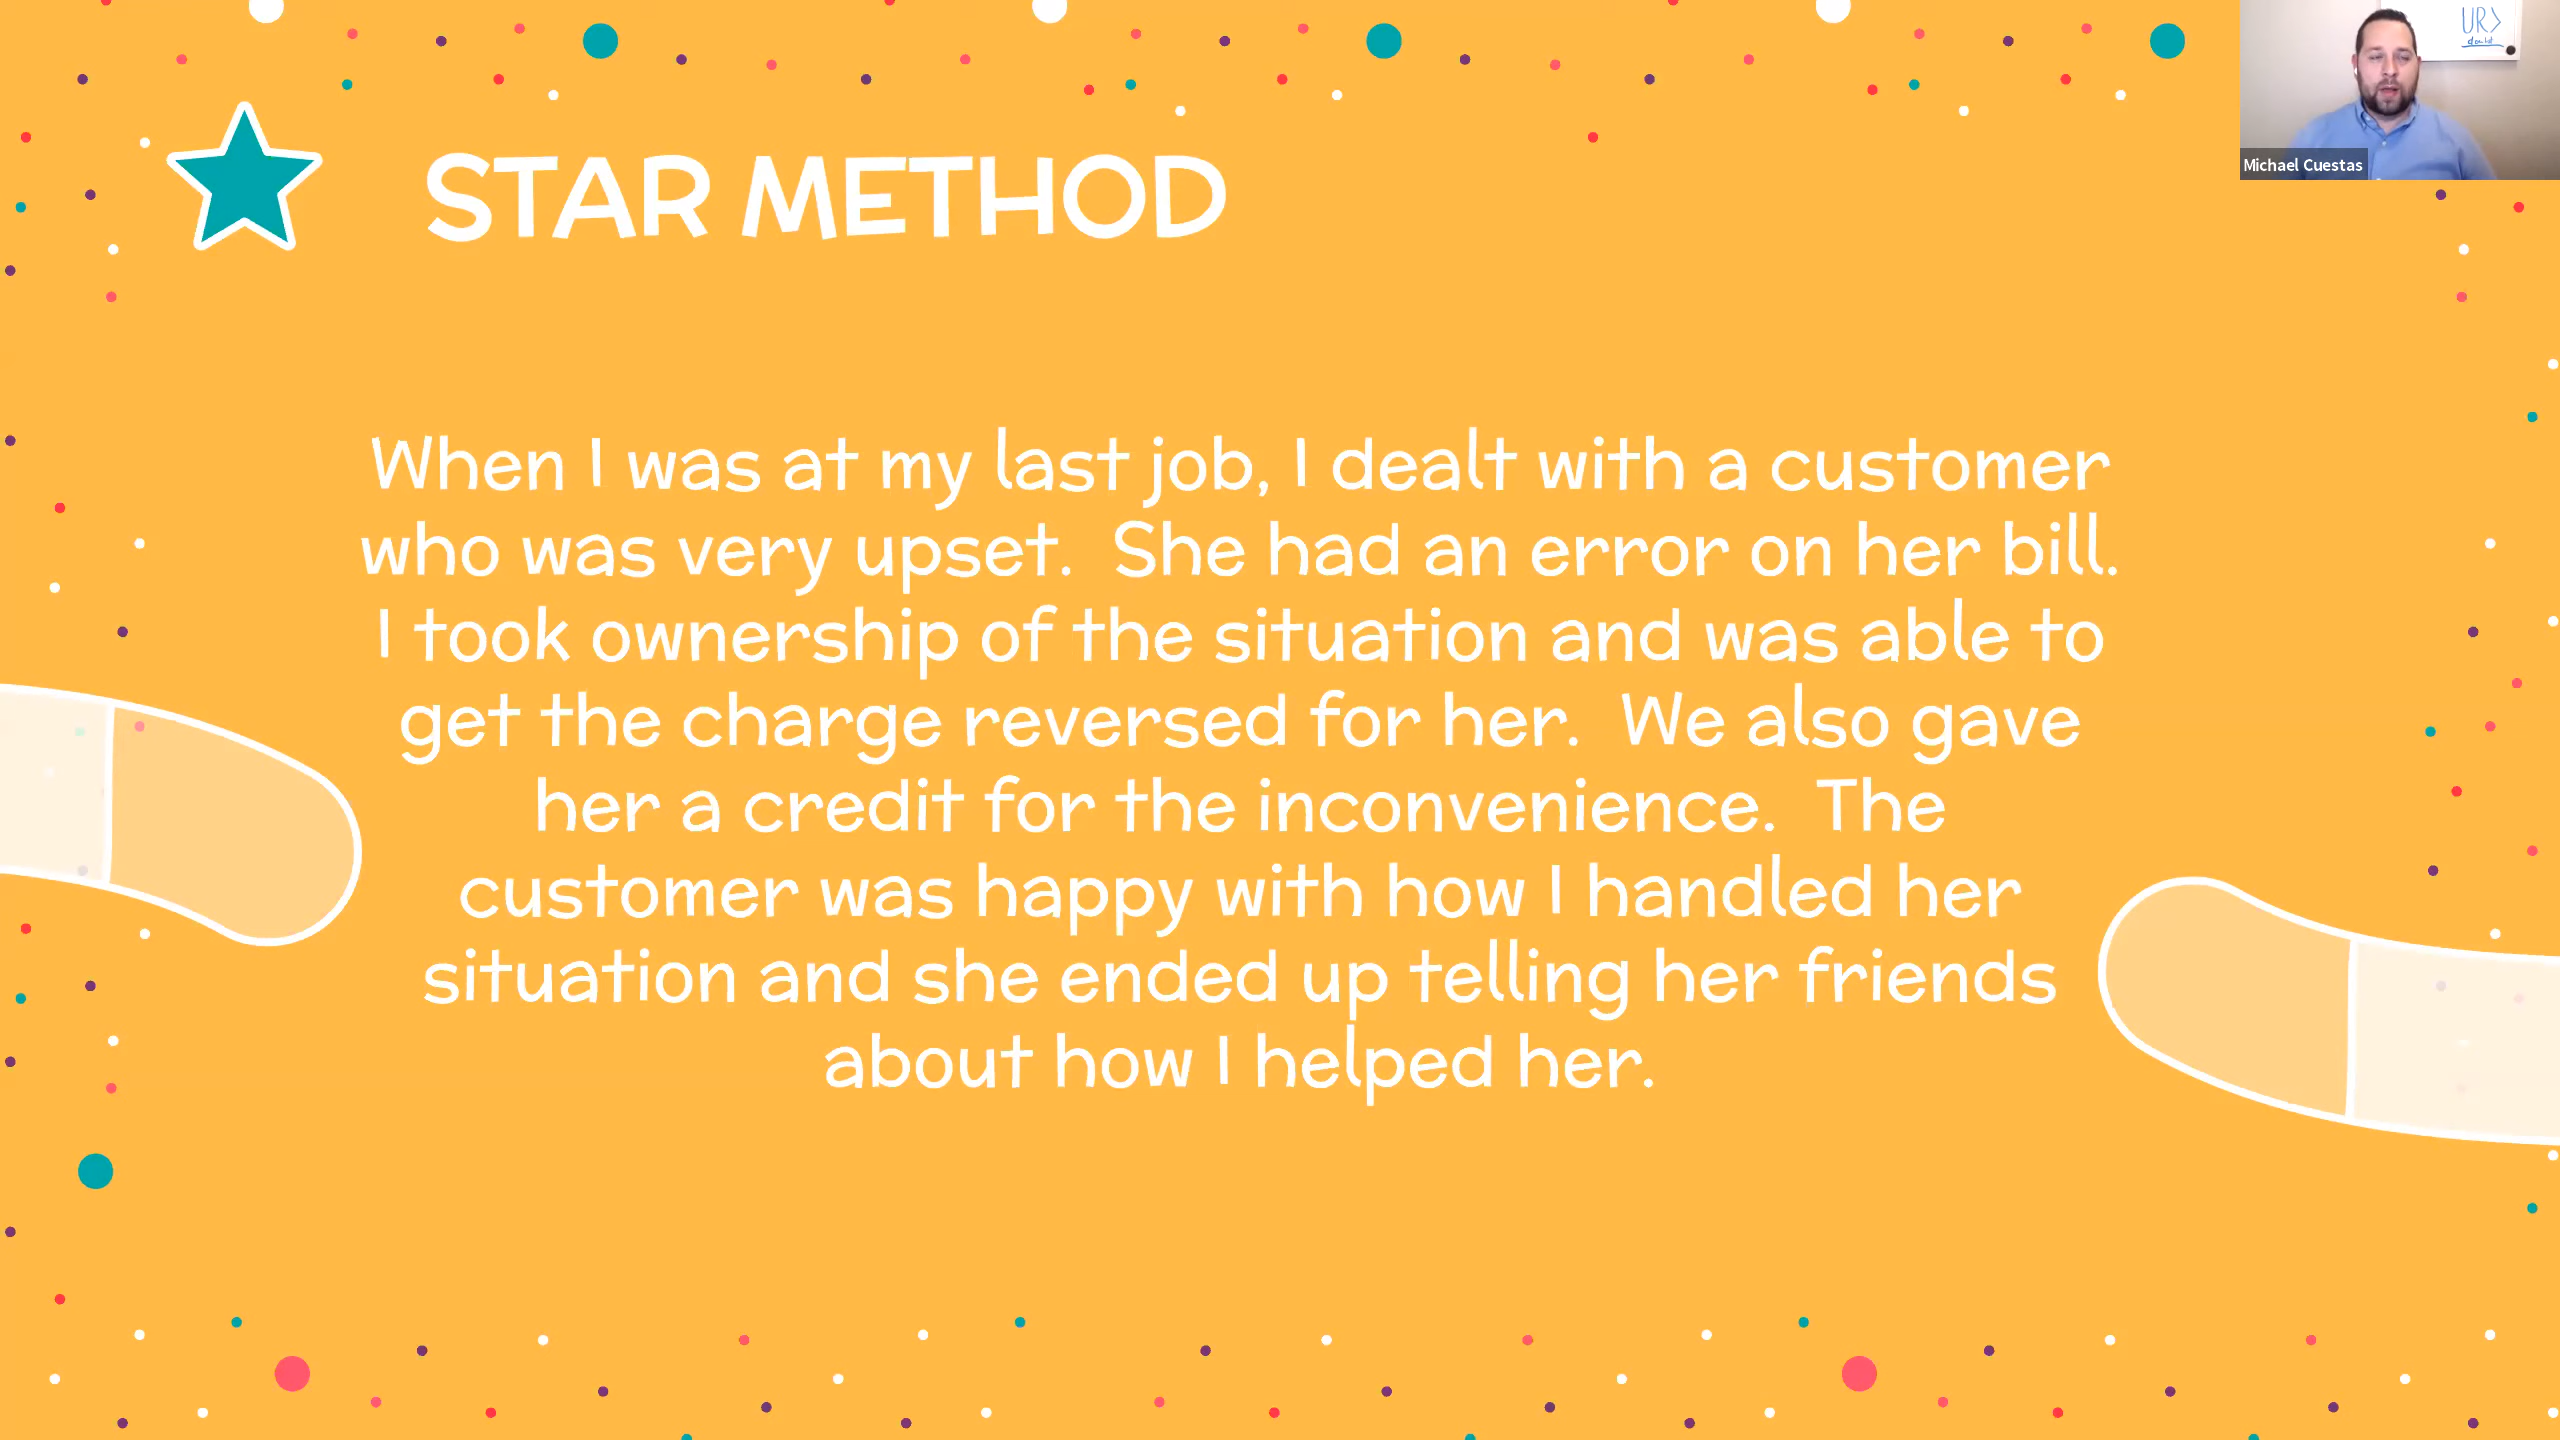 STAR METHOD
When I was at my last job, I dealt with a customer
who was very upset.  She had an error on her bill.
I took ownership of the situation and was able to
get the charge reversed for her.  We also gave
her a credit for the inconvenience.  The
customer was happy with how I handled her
situation and she ended up telling her friends
about how I helped her.
UR>
Michael Cuestas